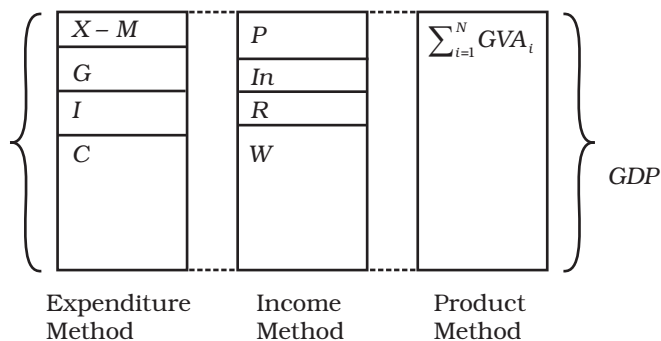 X – M
G
I
C
P
In
R
W
∑_{i=1}^{N} GVA_i
GDP
Expenditure
Method
Income
Method
Product
Method